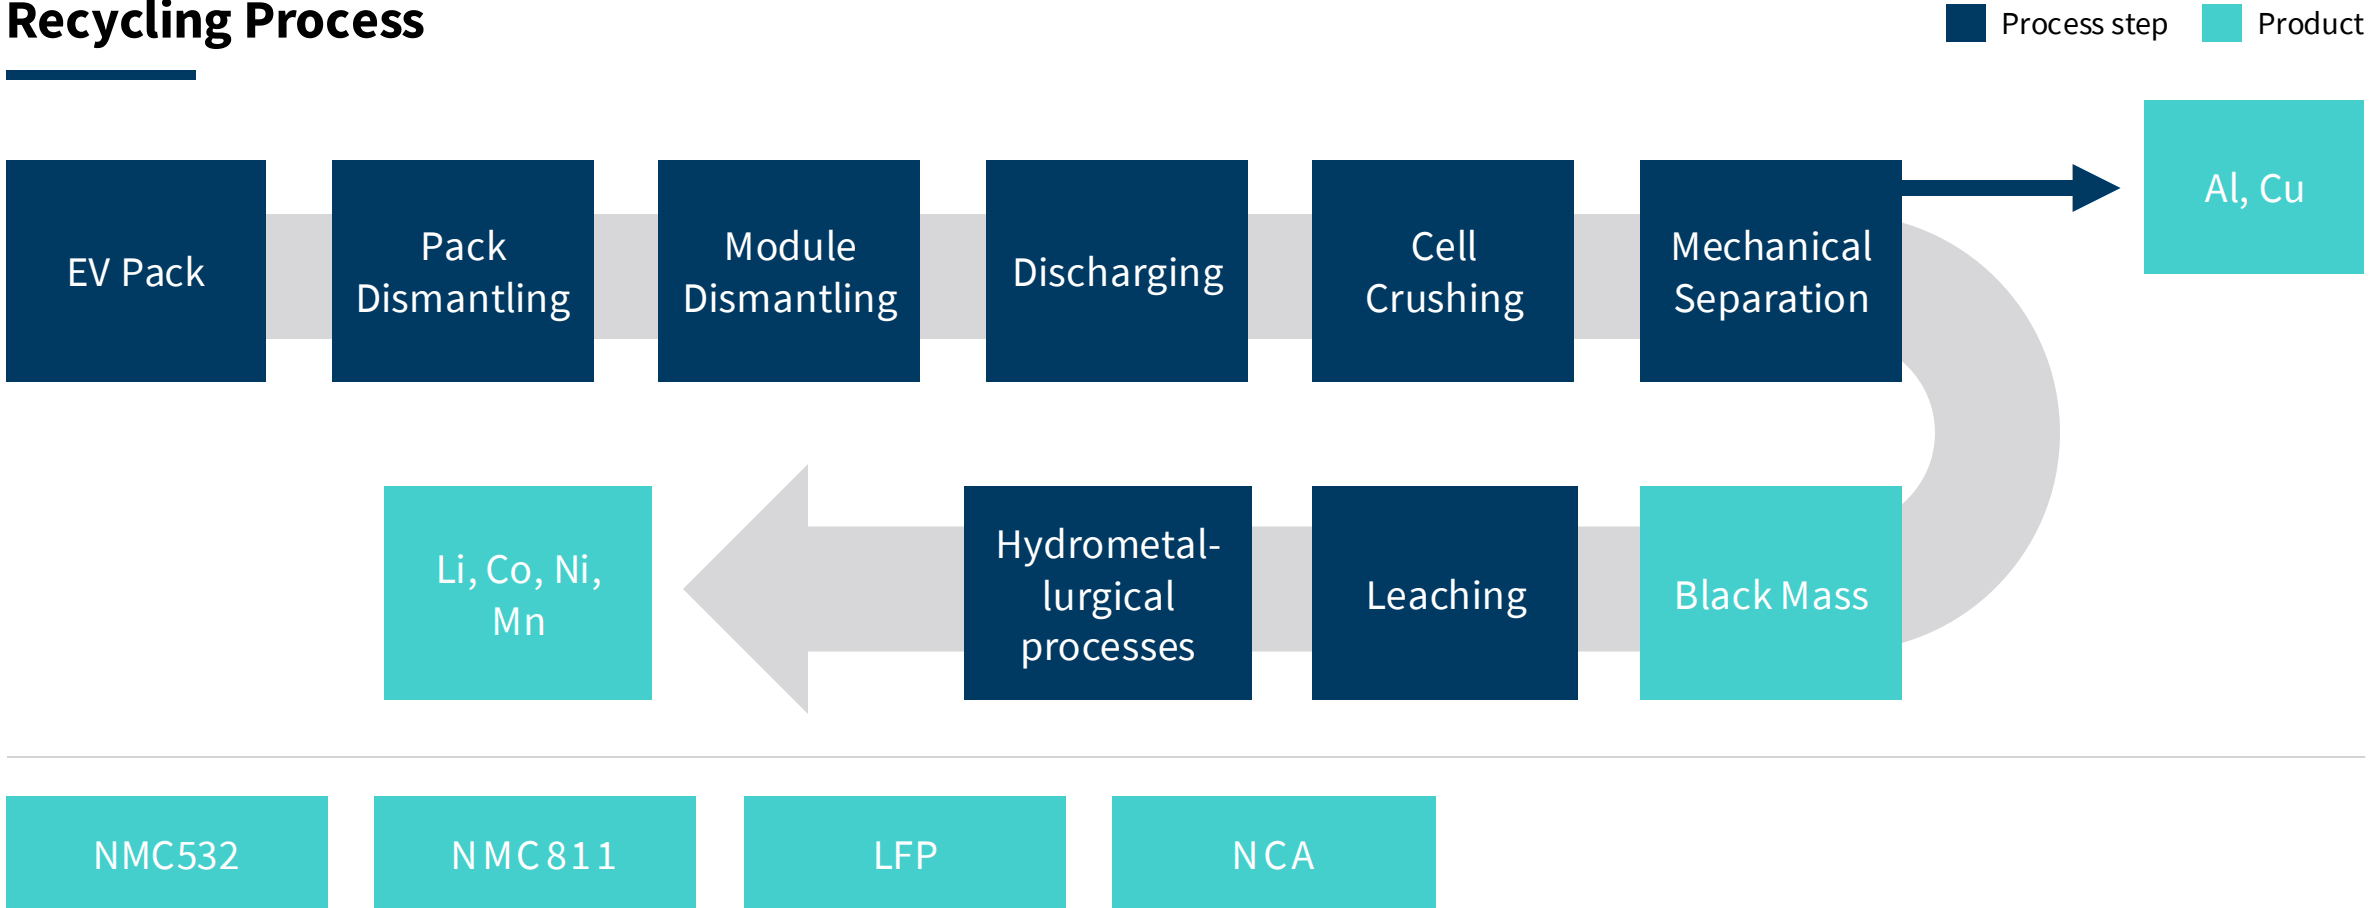 Recycling Process
Process step
Product
EV Pack
Pack
Dismantling
Module
Dismantling
Discharging
Cell
Crushing
Mechanical
Separation
Al, Cu
Li, Co, Ni,
Mn
Hydrometal-
lurgical
processes
Leaching
Black Mass
NMC532
NMC811
LFP
NCA